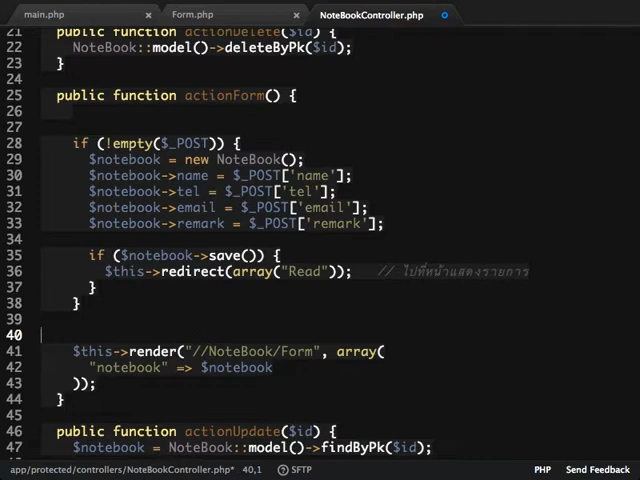 main.php × Form.php × NoteBookController.php
21 public function actionDelete($id) {
22 NoteBook::model()->deleteByPk($id);
23 }
24
25 public function actionForm() {
26
27
28 if (!empty($_POST)) {
29 $notebook = new NoteBook();
30 $notebook->name = $_POST['name'];
31 $notebook->tel = $_POST['tel'];
32 $notebook->email = $_POST['email'];
33 $notebook->remark = $_POST['remark'];
34
35 if ($notebook->save()) {
36 $this->redirect(array("Read")); // ไปที่หน้าแสดงรายการ
37 }
38 }
39
40
41 $this->render("//NoteBook/Form", array(
42 "notebook" => $notebook
43 ));
44 }
45
46 public function actionUpdate($id) {
47 $notebook = NoteBook::model()->findByPk($id);
app/protected/controllers/NoteBookController.php* 40,1 ? SFTP PHP Send Feedback